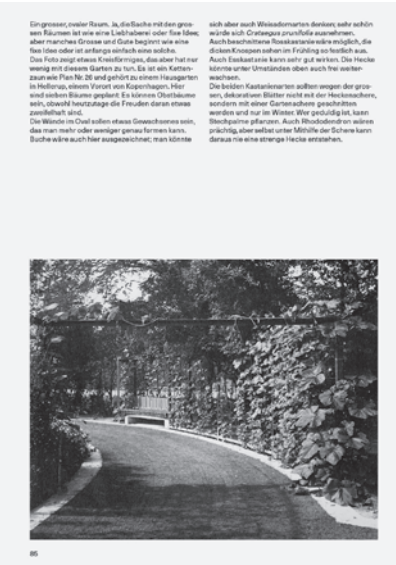 Ein grosser, ovaler Raum. Ja, die Sache mit den gros-
sen Räumen ist wie eine Liebhaberei oder fixe Idee;
aber manches Grosse und Gute beginnt wie eine
fixe Idee oder ist anfangs einfach eine solche.
Das Foto zeigt etwas Kreisförmiges, das aber hat nur
wenig mit diesem Garten zu tun. Es ist ein Ketten-
zaun wie Plan Nr. 26 und gehört zu einem Hausgarten
in Hellerup, einem Vorort von Kopenhagen. Hier
sind sieben Bäume geplant: Es können Obstbäume
sein, obwohl heutzutage die Freuden daran etwas
zweifelhaft sind.
Die Wände im Oval sollen etwas Gewachsenes sein,
das man mehr oder weniger genau formen kann.
Buche wäre auch hier ausgezeichnet; man könnte
sich aber auch Weissdornarten denken; sehr schön
würde sich Crataegus prunifolia ausnehmen.
Auch beschnittene Rosskastanie wäre möglich, die
dicken Knospen sehen im Frühling so festlich aus.
Auch Esskastanie kann sehr gut wirken. Die Hecke
könnte unter Umständen oben auch frei weiter-
wachsen.
Die beiden Kastanienarten sollten wegen der gros-
sen, dekorativen Blätter nicht mit der Heckenschere,
sondern mit einer Gartenschere geschnitten
werden und nur im Winter. Wer geduldig ist, kann
Stechpalme pflanzen. Auch Rhododendron wären
prächtig, aber selbst unter Mithilfe der Schere kann
daraus nie eine strenge Hecke entstehen.
85